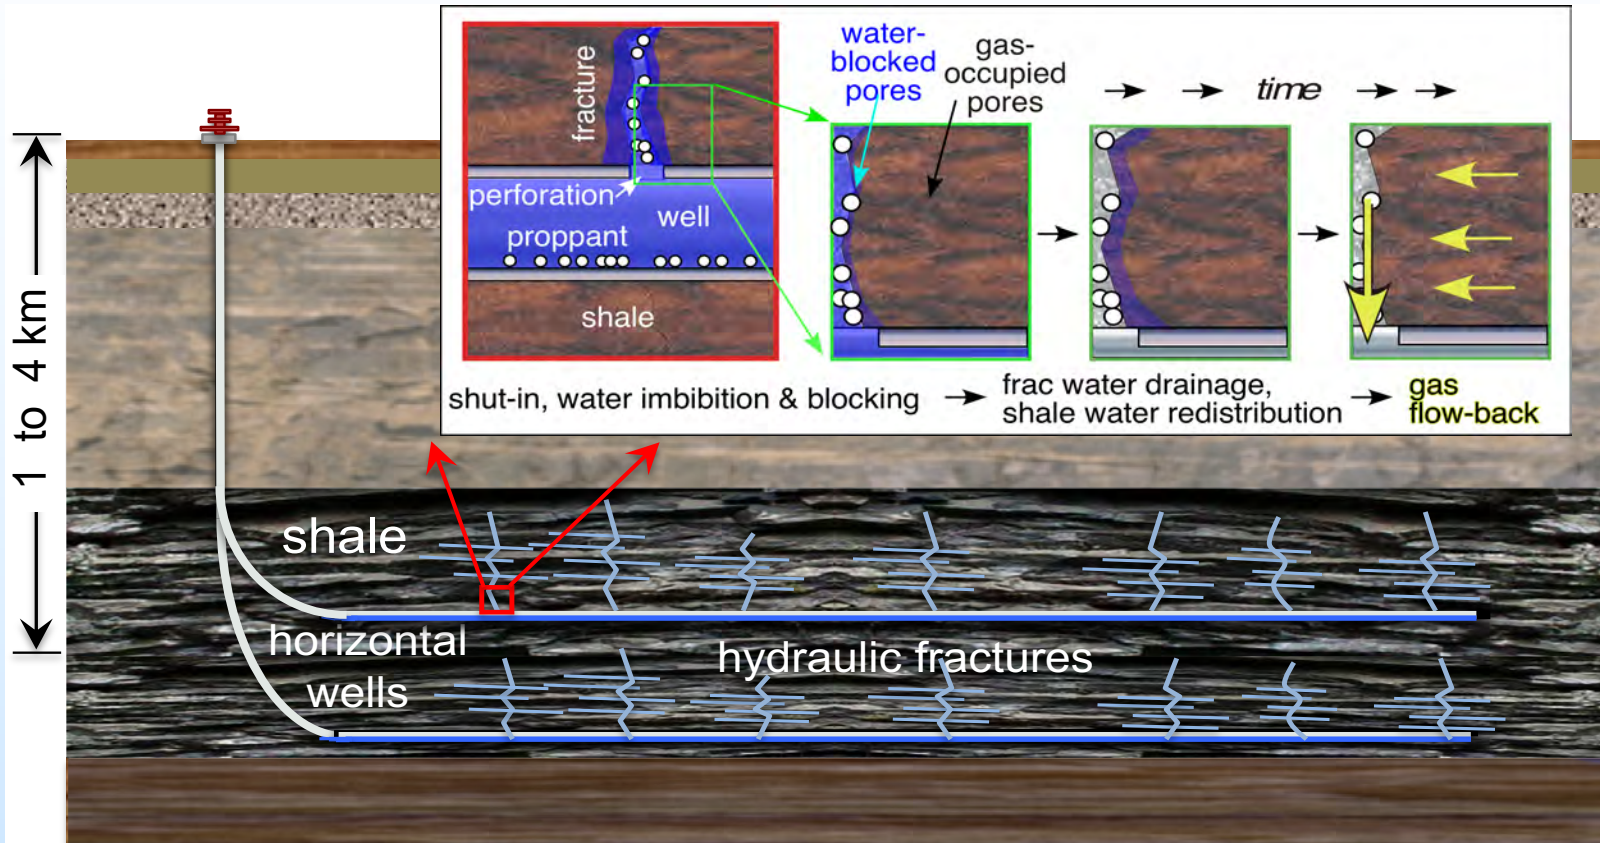 1 to 4 km
fracture
perforation
well
proppant
shale
water-
blocked
pores
gas-
occupied
pores
time
shut-in, water imbibition & blocking
frac water drainage,
shale water redistribution
gas
flow-back
shale
horizontal
wells
hydraulic fractures